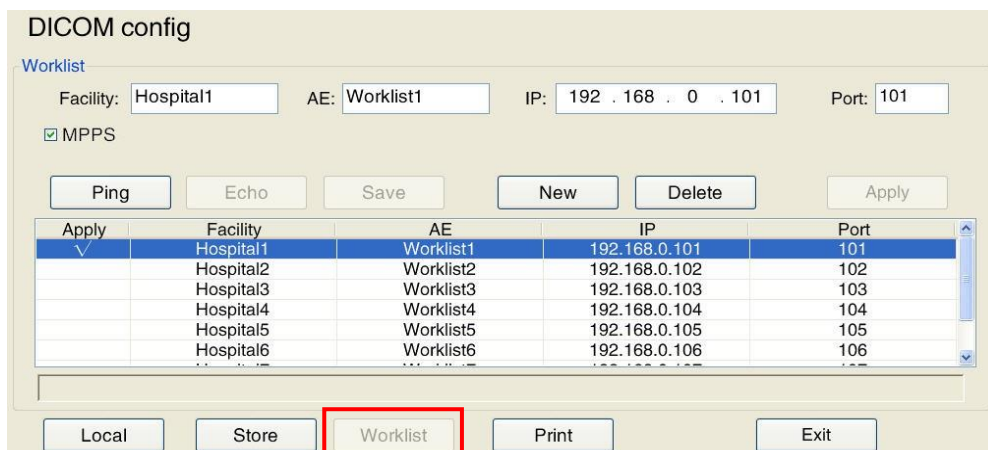 DICOM config
Worklist
Facility: Hospital1 AE: Worklist1 IP: 192 . 168 . 0 . 101 Port: 101
MPPS
Ping Echo Save New Delete Apply
Apply Facility AE IP Port
√ Hospital1 Worklist1 192.168.0.101 101
Hospital2 Worklist2 192.168.0.102 102
Hospital3 Worklist3 192.168.0.103 103
Hospital4 Worklist4 192.168.0.104 104
Hospital5 Worklist5 192.168.0.105 105
Hospital6 Worklist6 192.168.0.106 106
Local Store Worklist Print Exit